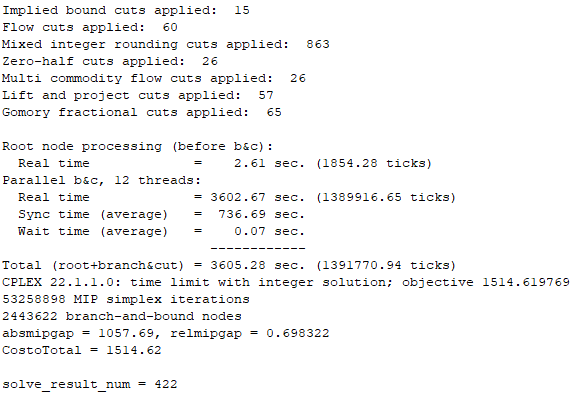 Implied bound cuts applied:  15
Flow cuts applied:  60
Mixed integer rounding cuts applied:  863
Zero-half cuts applied:  26
Multi commodity flow cuts applied:  26
Lift and project cuts applied:  57
Gomory fractional cuts applied:  65

Root node processing (before b&c):
  Real time             =    2.61 sec. (1854.28 ticks)
Parallel b&c, 12 threads:
  Real time             = 3602.67 sec. (1389916.65 ticks)
  Sync time (average)   =  736.69 sec.
  Wait time (average)   =    0.07 sec.
                          ------------
Total (root+branch&cut) = 3605.28 sec. (1391770.94 ticks)
CPLEX 22.1.1.0: time limit with integer solution; objective 1514.619769
53258898 MIP simplex iterations
2443622 branch-and-bound nodes
absmipgap = 1057.69, relmipgap = 0.698322
CostoTotal = 1514.62

solve_result_num = 422